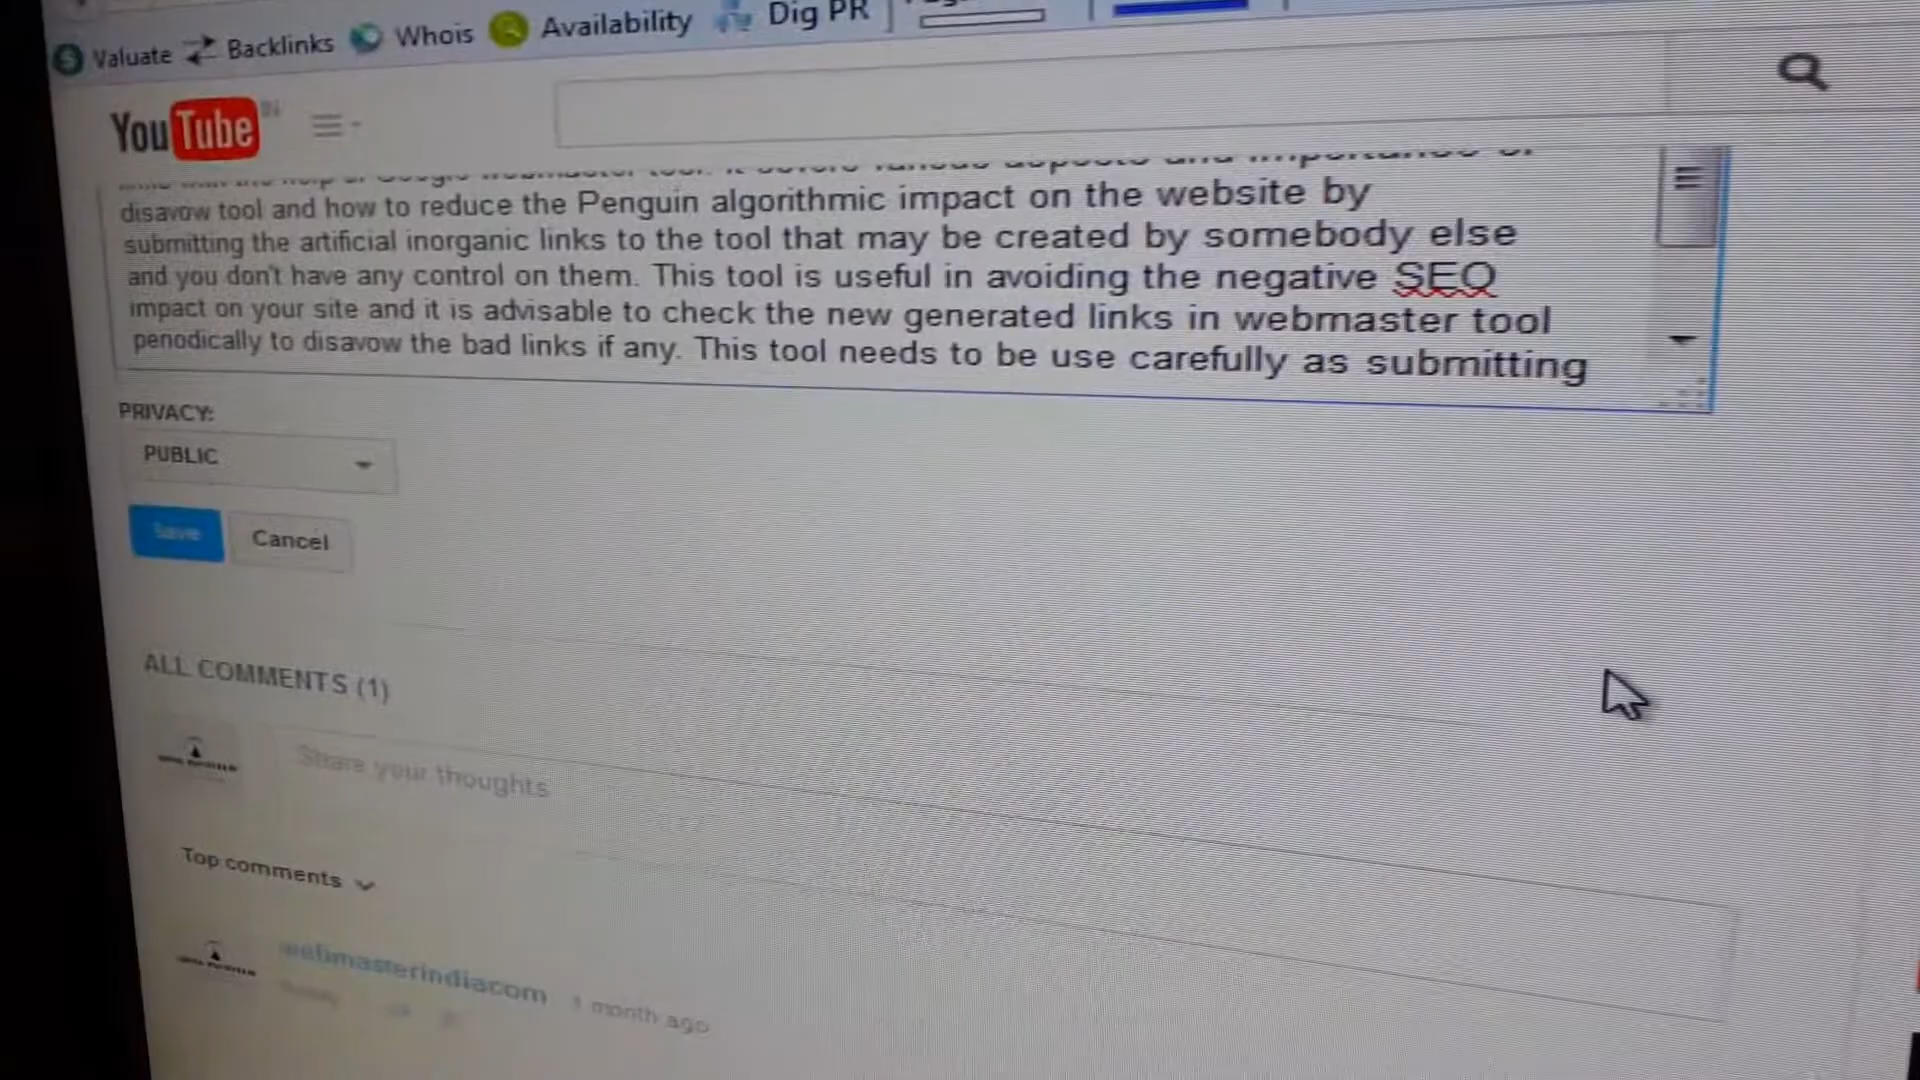 Valuate Backlinks Whois Availability Dig PR
YouTube IN
disavow tool and how to reduce the Penguin algorithmic impact on the website by
submitting the artificial inorganic links to the tool that may be created by somebody else
and you don't have any control on them. This tool is useful in avoiding the negative SEO
impact on your site and it is advisable to check the new generated links in webmaster tool
periodically to disavow the bad links if any. This tool needs to be use carefully as submitting
PRIVACY:
PUBLIC
Save Cancel
ALL COMMENTS (1)
Share your thoughts
Top comments
webmasterindiacom 1 month ago